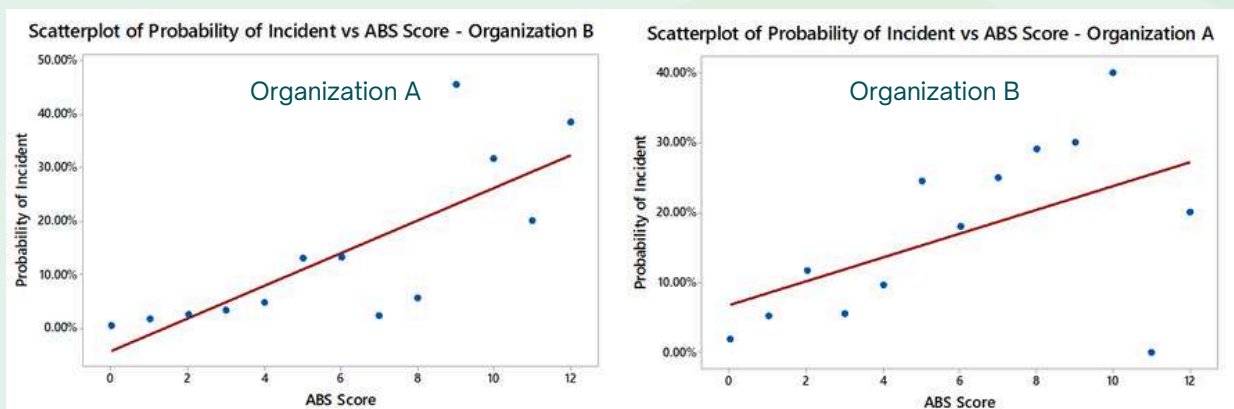 Scatterplot of Probability of Incident vs ABS Score - Organization B
50.00%
40.00%
30.00%
20.00%
10.00%
0.00%
Probability of Incident
Organization A
0 2 4 6 8 10 12
ABS Score
Scatterplot of Probability of Incident vs ABS Score - Organization A
40.00%
30.00%
20.00%
10.00%
0.00%
Probability of Incident
Organization B
0 2 4 6 8 10 12
ABS Score